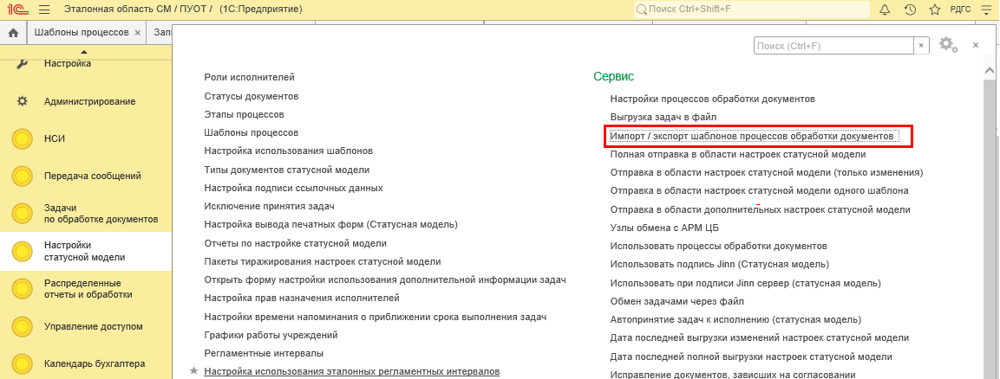 1С Эталонная область СМ / ПУОТ / (1С:Предприятие) Поиск Ctrl+Shift+F РДГС
Шаблоны процессов × Запи
Поиск (Ctrl+F) × ×
Настройка
Администрирование
НСИ
Передача сообщений
Задачи
по обработке документов
Настройки
статусной модели
Распределенные
отчеты и обработки
Управление доступом
Календарь бухгалтера
Роли исполнителей
Статусы документов
Этапы процессов
Шаблоны процессов
Настройка использования шаблонов
Типы документов статусной модели
Настройка подписи ссылочных данных
Исключение принятия задач
Настройка вывода печатных форм (Статусная модель)
Отчеты по настройке статусной модели
Пакеты тиражирования настроек статусной модели
Открыть форму настройки использования дополнительной информации задач
Настройка прав назначения исполнителей
Настройки времени напоминания о приближении срока выполнения задач
Графики работы учреждений
Регламентные интервалы
Настройка использования эталонных регламентных интервалов
Сервис
Настройки процессов обработки документов
Выгрузка задач в файл
Импорт / экспорт шаблонов процессов обработки документов
Полная отправка в области настроек статусной модели
Отправка в области настроек статусной модели (только изменения)
Отправка в области настроек статусной модели одного шаблона
Отправка в области дополнительных настроек статусной модели
Узлы обмена с АРМ ЦБ
Использовать процессы обработки документов
Использовать подпись Jinn (Статусная модель)
Использовать при подписи Jinn сервер (статусная модель)
Обмен задачами через файл
Автопринятие задач к исполнению (статусная модель)
Дата последней выгрузки изменений настроек статусной модели
Дата последней полной выгрузки настроек статусной модели
Исправление документов, зависших на согласовании